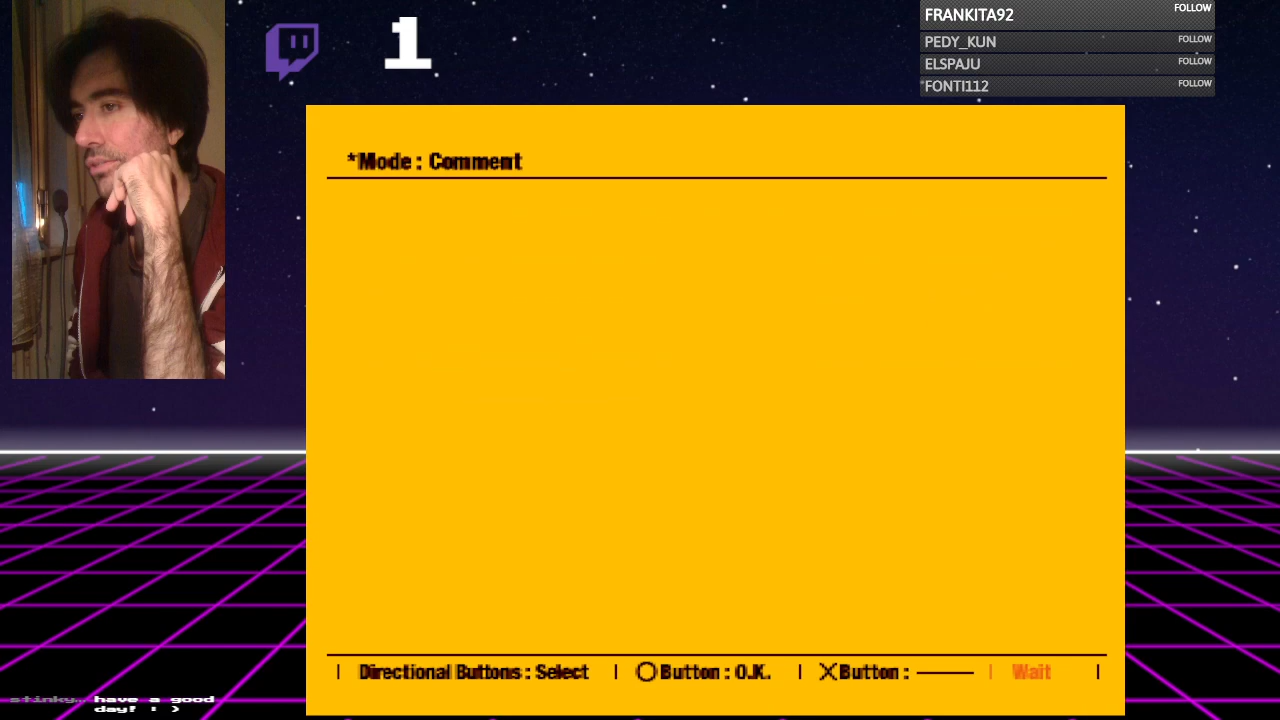 1
FRANKITA92 FOLLOW
PEDY_KUN FOLLOW
ELSPAJU FOLLOW
FONTI112 FOLLOW
*Mode : Comment
Directional Buttons : Select | Button : O.K. | Button : | Wait |
stinky… have a good
day! : >